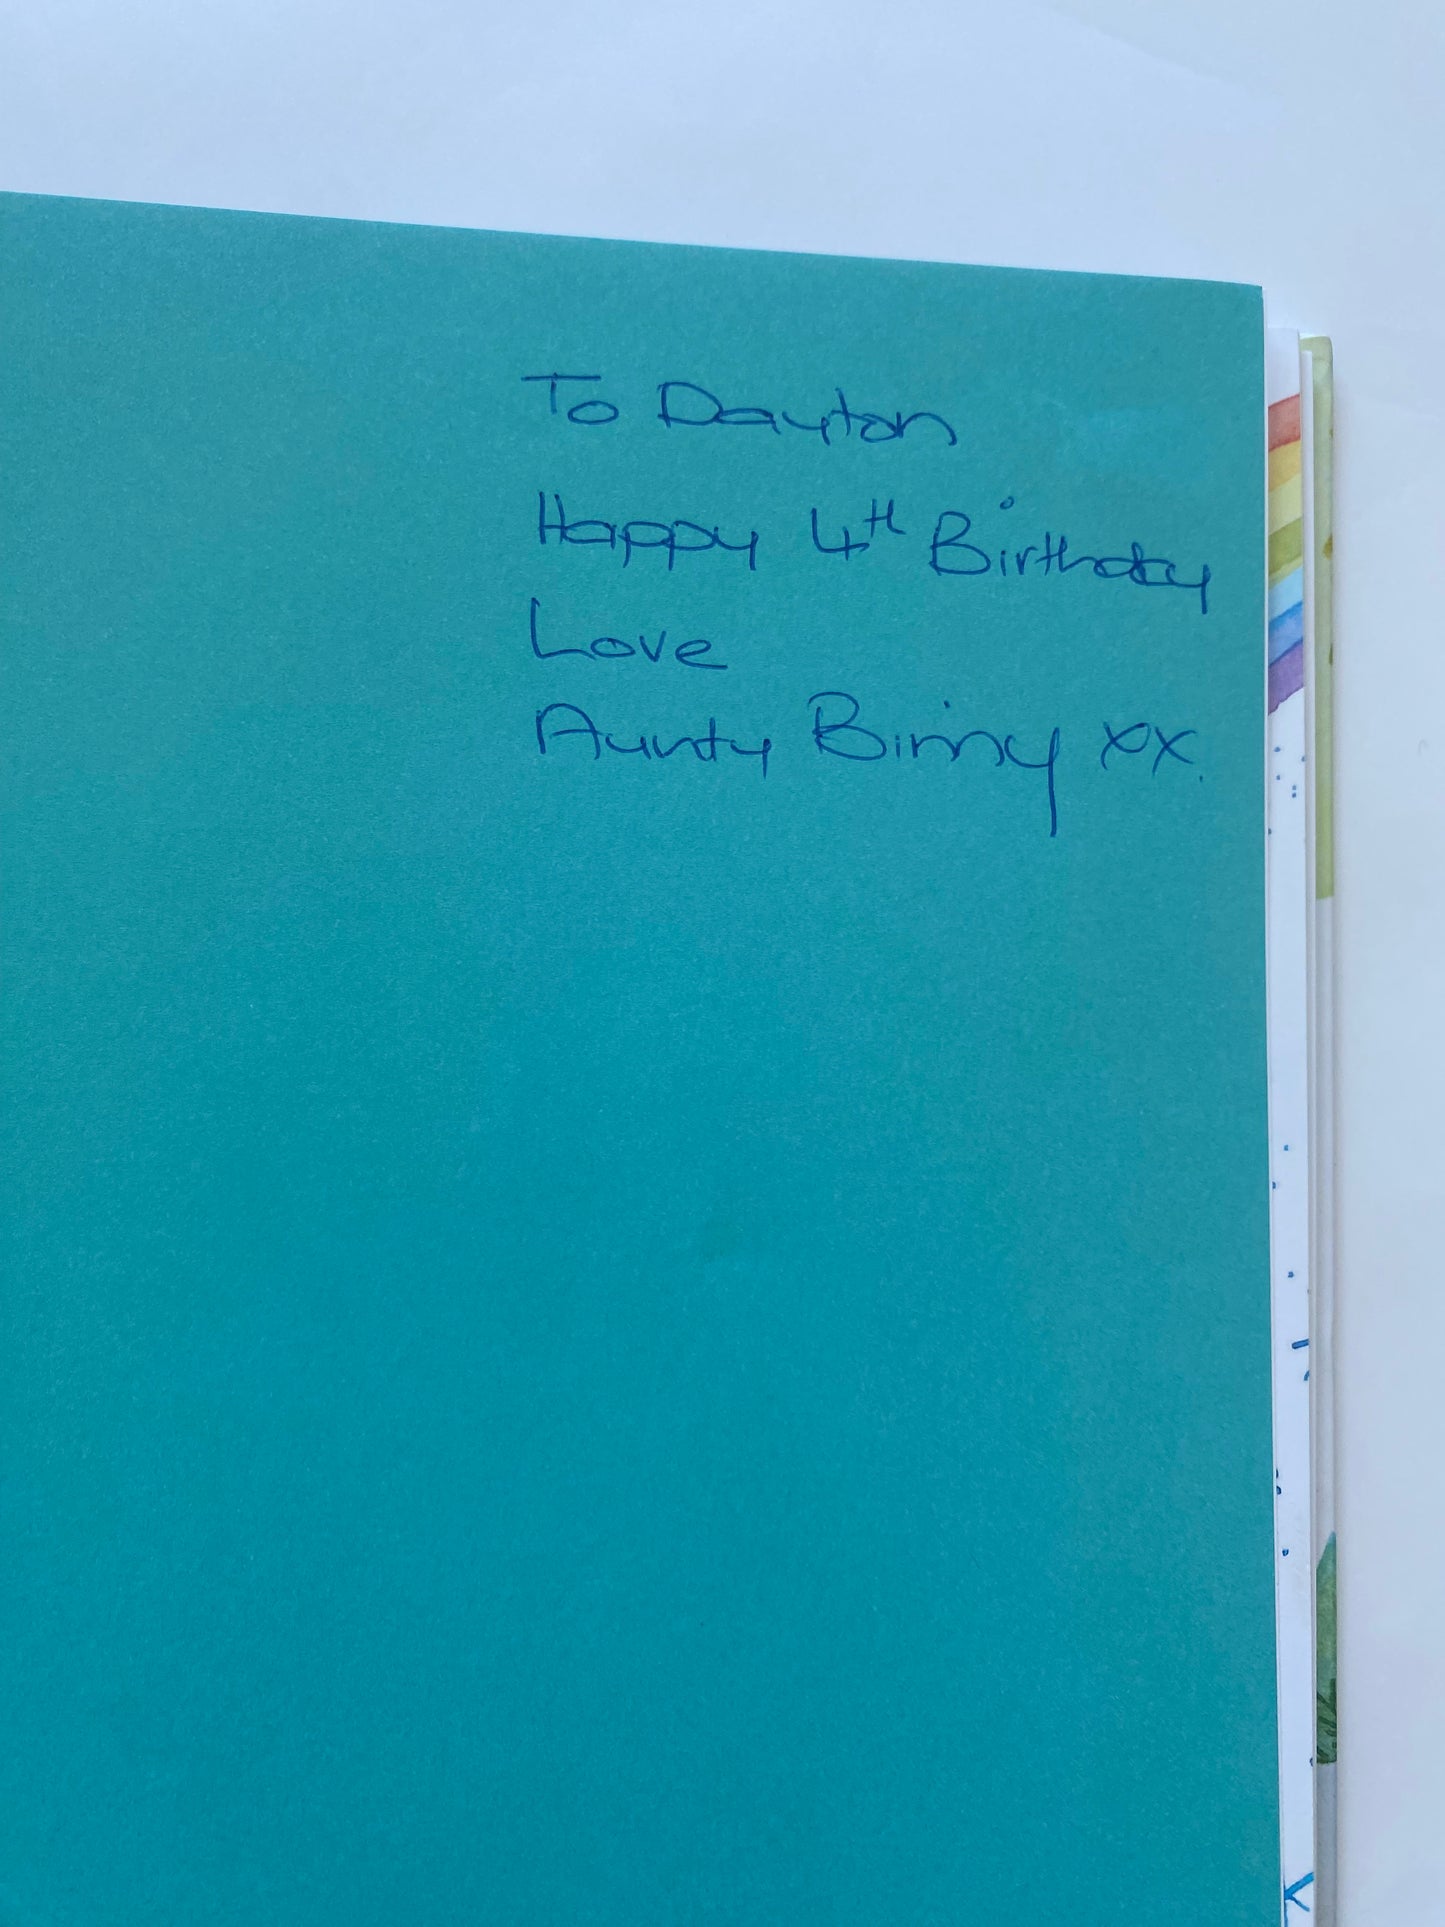 To Dayton
Happy 4th Birthday
Love
Aunty Binny xx.